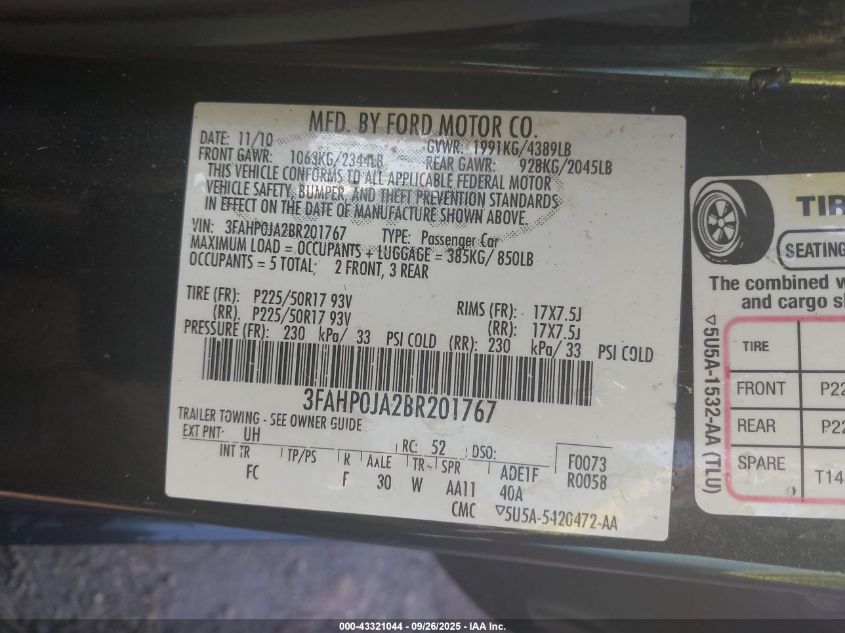 MFD. BY FORD MOTOR CO.
DATE: 11/10 GVWR: 1991KG/4389LB
FRONT GAWR: 1063KG/2344LB REAR GAWR: 928KG/2045LB
THIS VEHICLE CONFORMS TO ALL APPLICABLE FEDERAL MOTOR
VEHICLE SAFETY, BUMPER, AND THEFT PREVENTION STANDARDS
IN EFFECT ON THE DATE OF MANUFACTURE SHOWN ABOVE.
VIN: 3FAHP0JA2BR201767 TYPE: Passenger Car
MAXIMUM LOAD = OCCUPANTS + LUGGAGE = 385KG/ 850LB
OCCUPANTS = 5 TOTAL; 2 FRONT, 3 REAR
TIRE (FR): P225/50R17 93V RIMS (FR): 17X7.5J
(RR): P225/50R17 93V (RR): 17X7.5J
PRESSURE (FR): 230 kPa/ 33 PSI COLD (RR): 230 kPa/ 33 PSI COLD
3FAHP0JA2BR201767
TRAILER TOWING - SEE OWNER GUIDE
EXT PNT: UH RC: 52 DSO: F0073
INT TR TP/PS R AXLE TR SPR ADE1F R0058
FC F 30 W AA11 40A
CMC ▽5U5A-5420472-AA
TIR
SEATING
The combined w
and cargo s
TIRE
FRONT P22
REAR P22
SPARE T14
▽5U5A-1532-AA (TLU)
000-43321044 | 09/26/2025 | IAA Inc.